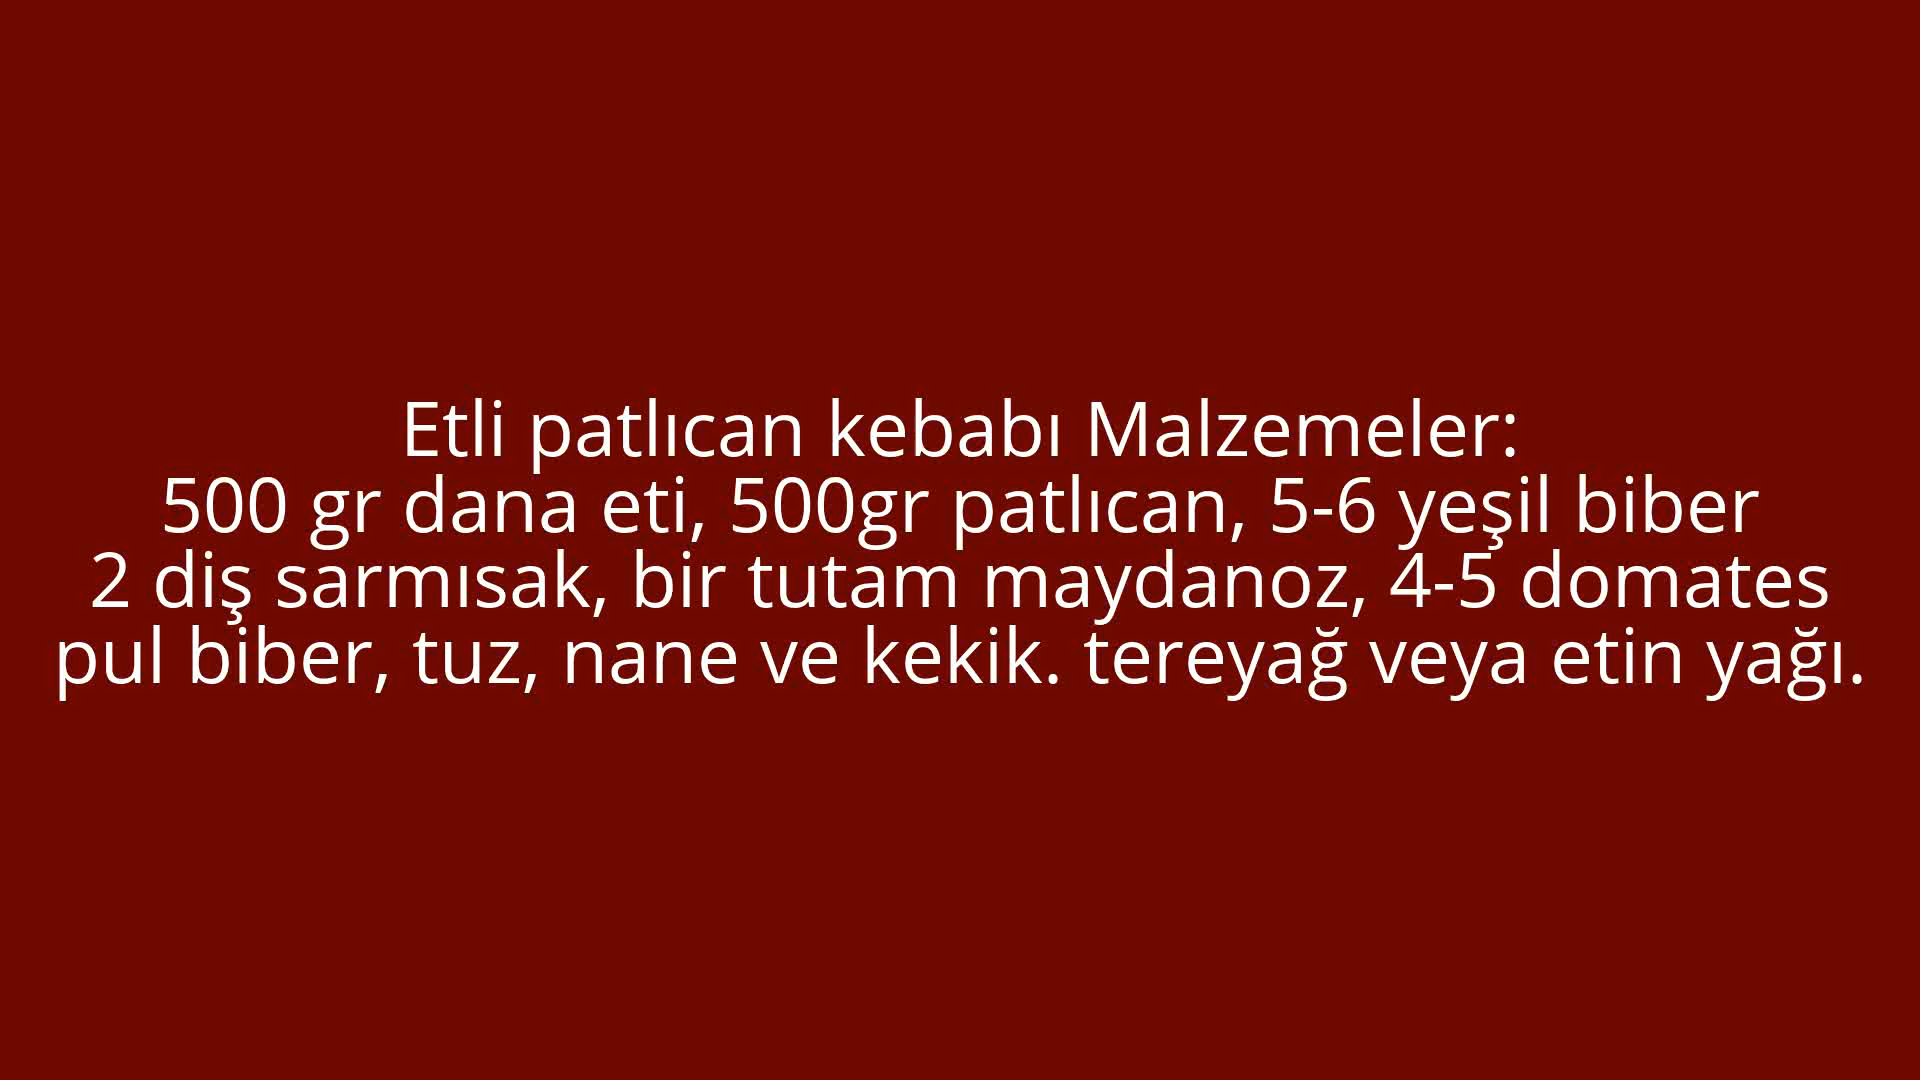 Etli patlıcan kebabı Malzemeler:
500 gr dana eti, 500gr patlıcan, 5-6 yeşil biber
2 diş sarmısak, bir tutam maydanoz, 4-5 domates
pul biber, tuz, nane ve kekik. tereyağ veya etin yağı.